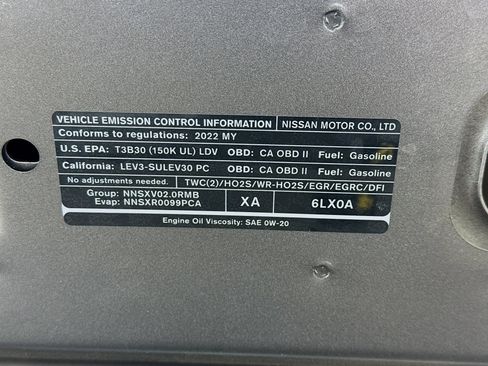 VEHICLE EMISSION CONTROL INFORMATION NISSAN MOTOR CO., LTD
Conforms to regulations: 2022 MY
U.S. EPA: T3B30 (150K UL) LDV OBD: CA OBD II Fuel: Gasoline
California: LEV3-SULEV30 PC OBD: CA OBD II Fuel: Gasoline
No adjustments needed. TWC(2)/HO2S/WR-HO2S/EGR/EGRC/DFI
Group: NNSXV02.0RMB
Evap: NNSXR0099PCA XA 6LX0A
Engine Oil Viscosity: SAE 0W-20